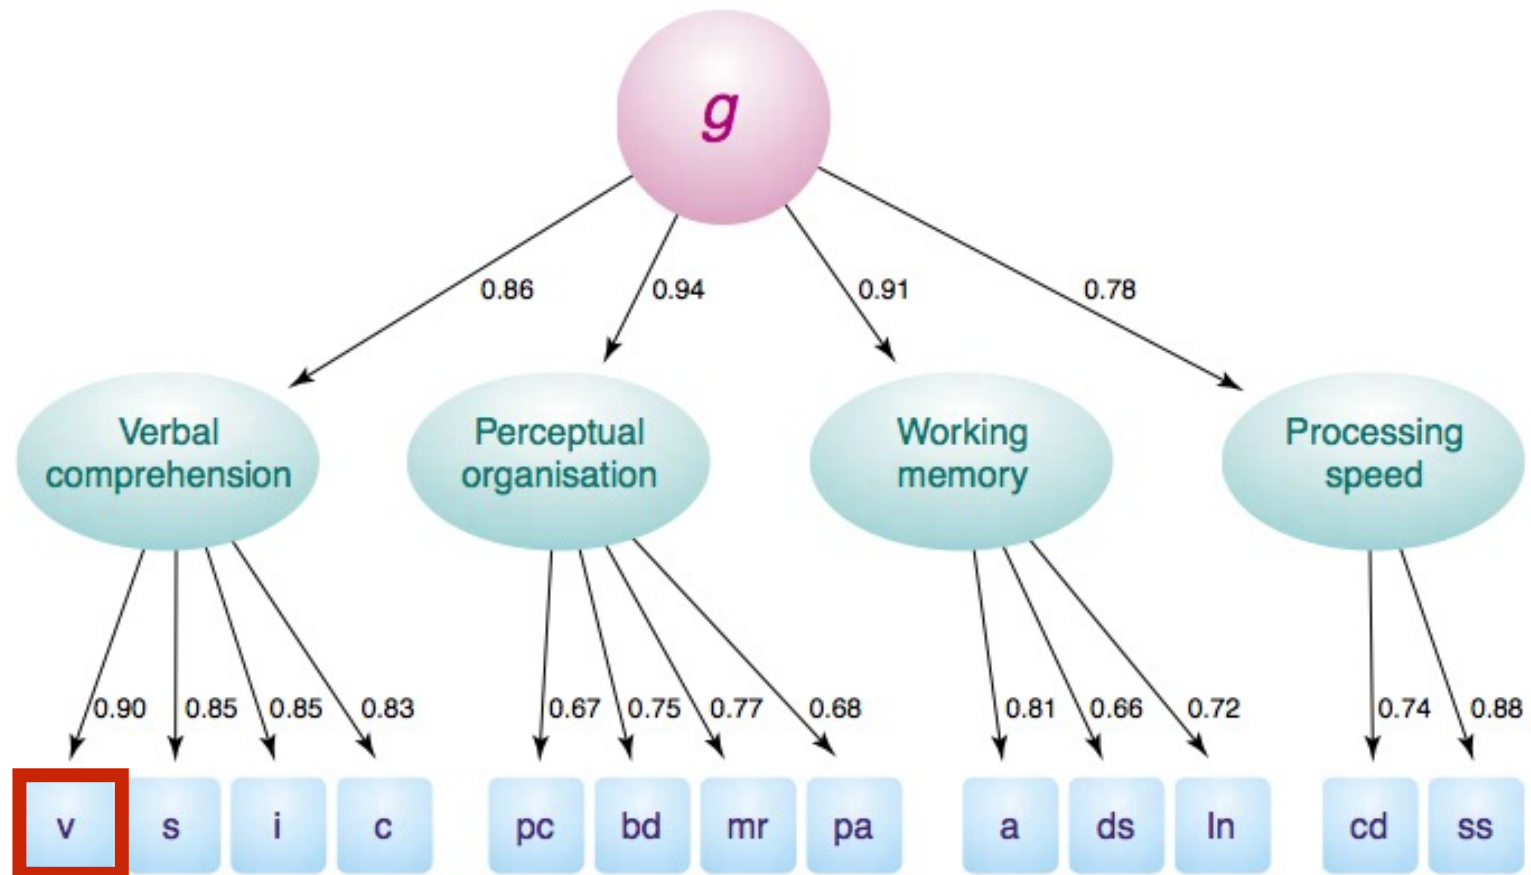 g
0.86 0.94 0.91 0.78
Verbal comprehension
Perceptual organisation
Working memory
Processing speed
0.90 0.85 0.85 0.83 0.67 0.75 0.77 0.68 0.81 0.66 0.72 0.74 0.88
v s i c pc bd mr pa a ds ln cd ss